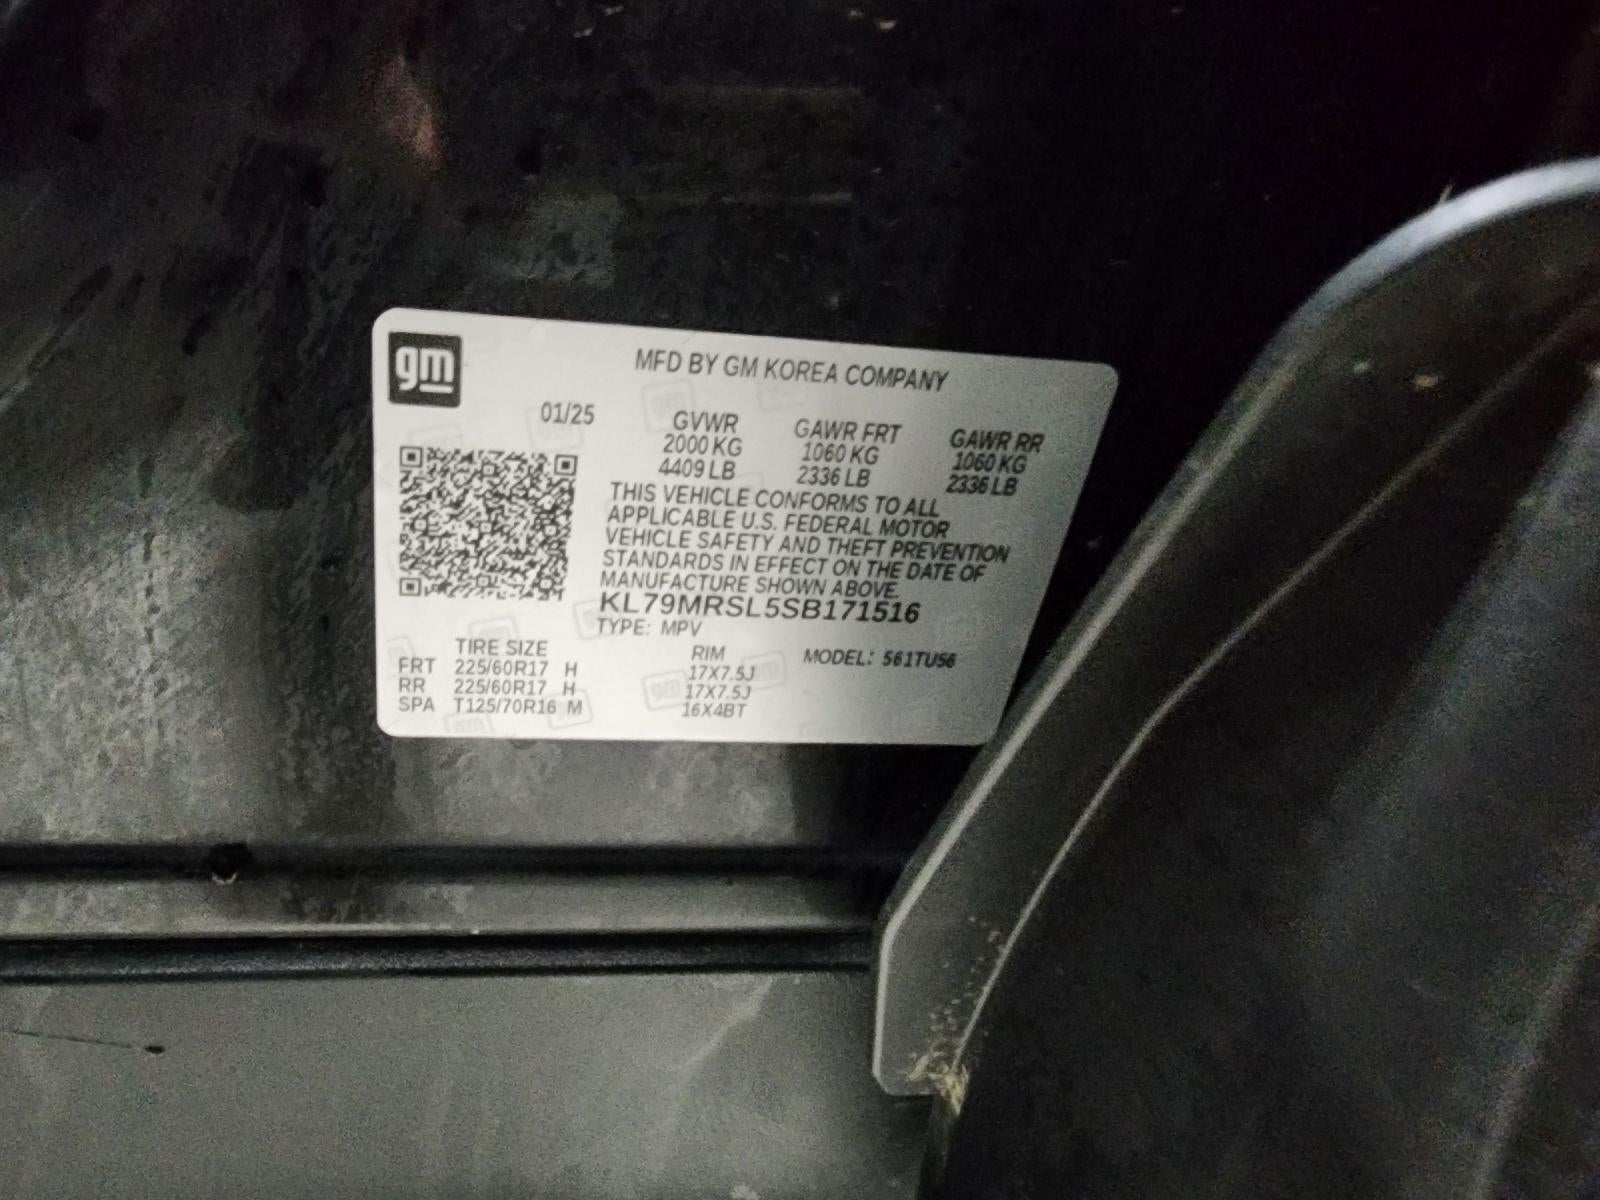 gm
MFD BY GM KOREA COMPANY
01/25
GVWR GAWR FRT GAWR RR
2000 KG 1060 KG 1060 KG
4409 LB 2336 LB 2336 LB
THIS VEHICLE CONFORMS TO ALL
APPLICABLE U.S. FEDERAL MOTOR
VEHICLE SAFETY AND THEFT PREVENTION
STANDARDS IN EFFECT ON THE DATE OF
MANUFACTURE SHOWN ABOVE.
KL79MRSL5SB171516
TYPE: MPV
TIRE SIZE RIM MODEL: 561TU56
FRT 225/60R17 H 17X7.5J
RR 225/60R17 H 17X7.5J
SPA T125/70R16 M 16X4BT